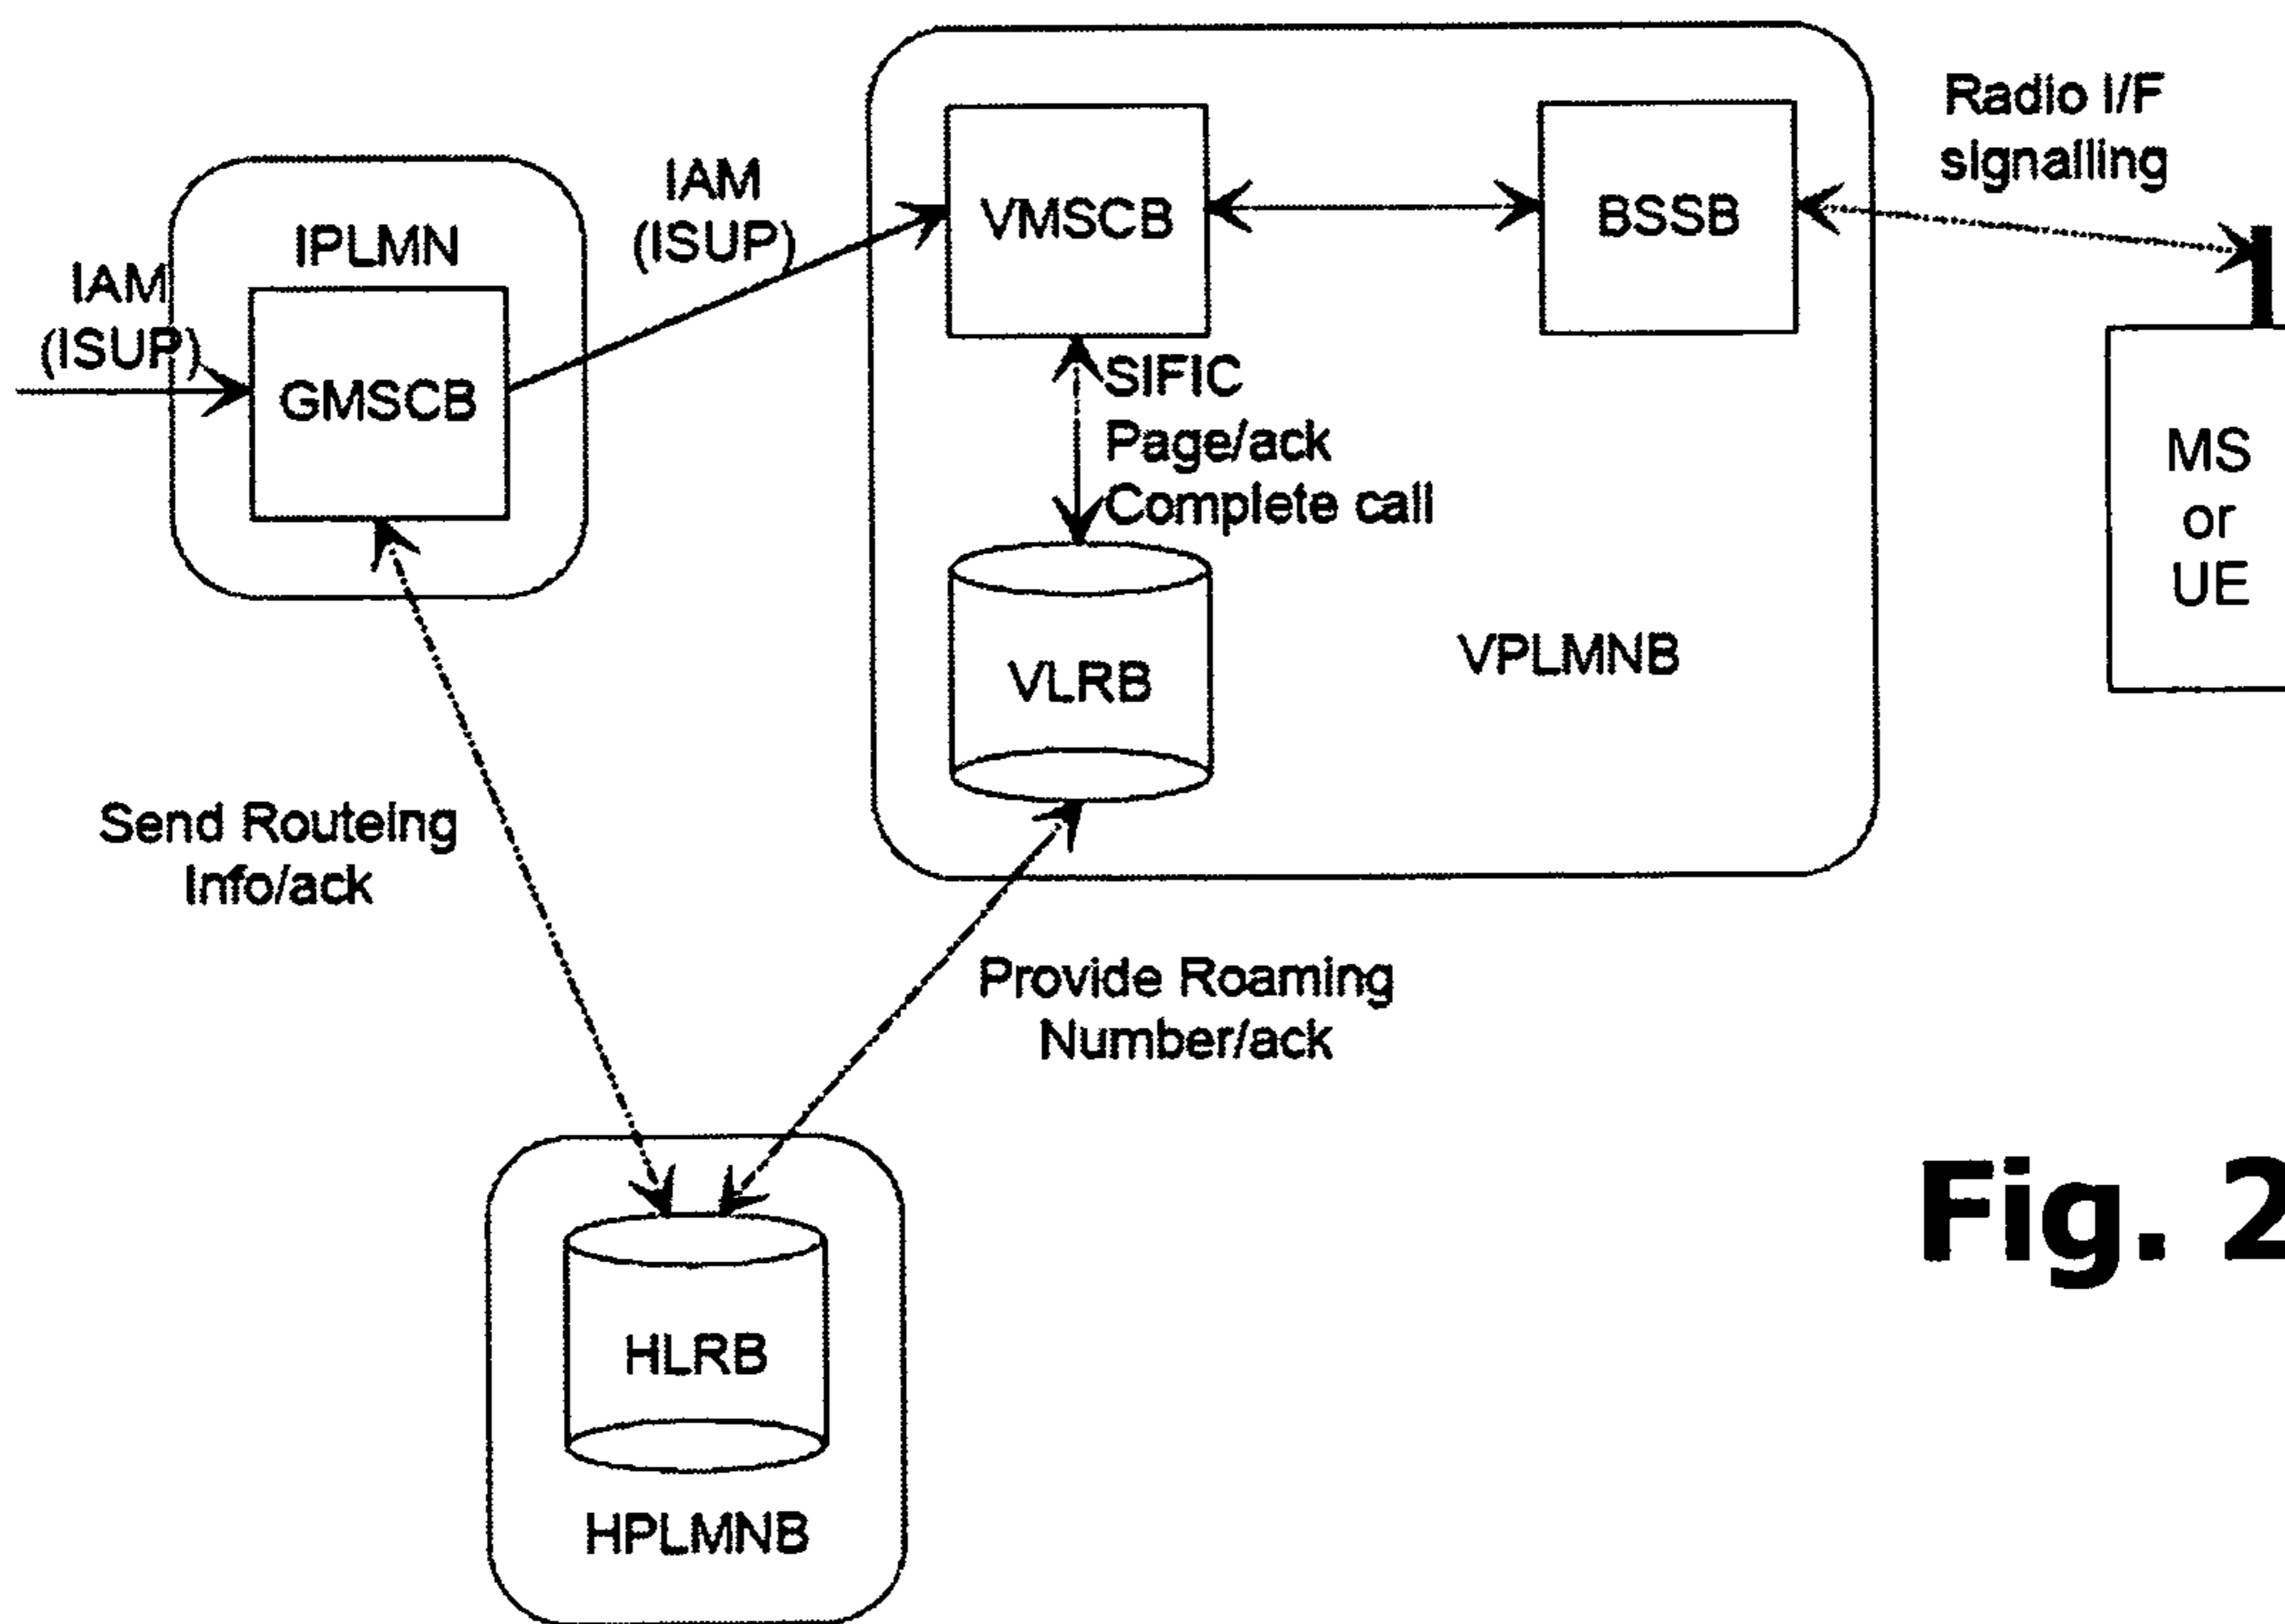 Radio I/F
signalling
IAM
(ISUP)
VMSCB
BSSB
IPLMN
IAM
(ISUP)
GMSCB
SIFIC
Page/ack
Complete call
MS
or
UE
VLRB
VPLMNB
Send Routeing
Info/ack
Provide Roaming
Number/ack
HLRB
HPLMNB
Fig. 2